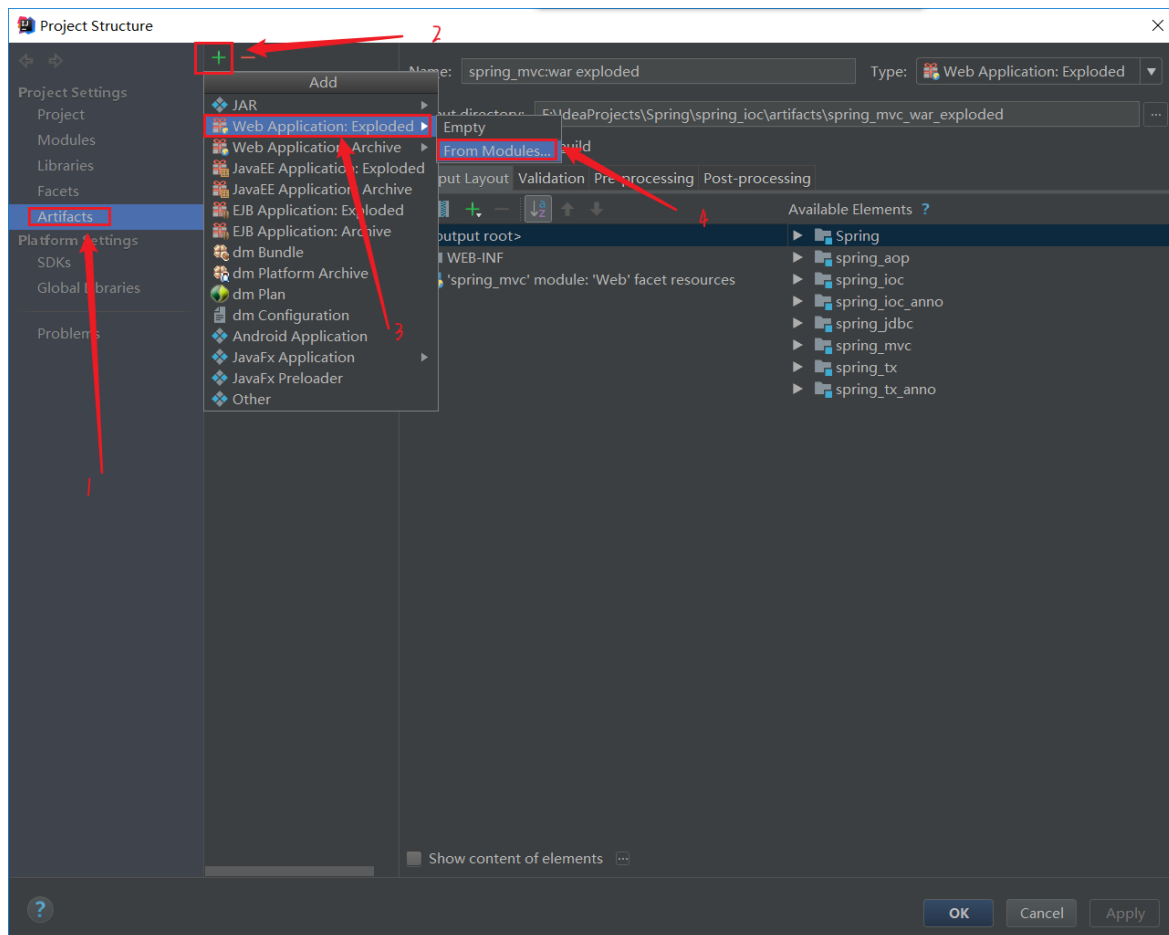 Project Structure
2
Add
Name: spring_mvc:war exploded Type: Web Application: Exploded
Project Settings
Project
Modules
Libraries
Facets
Artifacts
Platform Settings
SDKs
Global Libraries
Problems
1
JAR
Web Application: Exploded
Web Application: Archive
JavaEE Application: Exploded
JavaEE Application: Archive
EJB Application: Exploded
EJB Application: Archive
dm Bundle
dm Platform Archive
dm Plan
dm Configuration
Android Application
JavaFx Application
JavaFx Preloader
Other
3
Empty
From Modules...
4
put directory: F:\IdeaProjects\Spring\spring_ioc\artifacts\spring_mvc_war_exploded
build
put Layout Validation Pre-processing Post-processing
Available Elements ?
output root>
WEB-INF
'spring_mvc' module: 'Web' facet resources
Spring
spring_aop
spring_ioc
spring_ioc_anno
spring_jdbc
spring_mvc
spring_tx
spring_tx_anno
Show content of elements ...
?
OK Cancel Apply